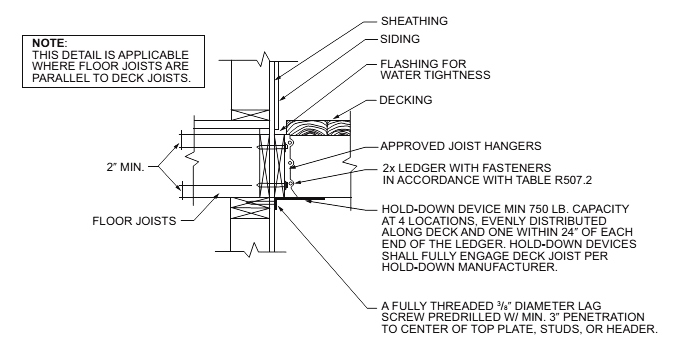 NOTE:
THIS DETAIL IS APPLICABLE
WHERE FLOOR JOISTS ARE
PARALLEL TO DECK JOISTS.
SHEATHING
SIDING
FLASHING FOR
WATER TIGHTNESS
DECKING
APPROVED JOIST HANGERS
2x LEDGER WITH FASTENERS
IN ACCORDANCE WITH TABLE R507.2
2″ MIN.
FLOOR JOISTS
HOLD-DOWN DEVICE MIN 750 LB. CAPACITY
AT 4 LOCATIONS, EVENLY DISTRIBUTED
ALONG DECK AND ONE WITHIN 24″ OF EACH
END OF THE LEDGER. HOLD-DOWN DEVICES
SHALL FULLY ENGAGE DECK JOIST PER
HOLD-DOWN MANUFACTURER.
A FULLY THREADED ³/₈″ DIAMETER LAG
SCREW PREDRILLED W/ MIN. 3″ PENETRATION
TO CENTER OF TOP PLATE, STUDS, OR HEADER.